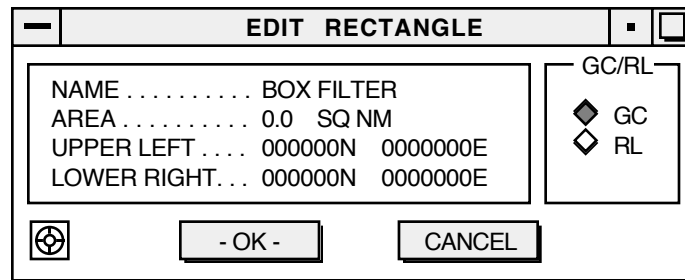 EDIT RECTANGLE
NAME . . . . . . . . . . BOX FILTER
AREA . . . . . . . . . . 0.0 SQ NM
UPPER LEFT . . . . 000000N 0000000E
LOWER RIGHT. . . 000000N 0000000E
GC/RL
GC
RL
- OK -
CANCEL